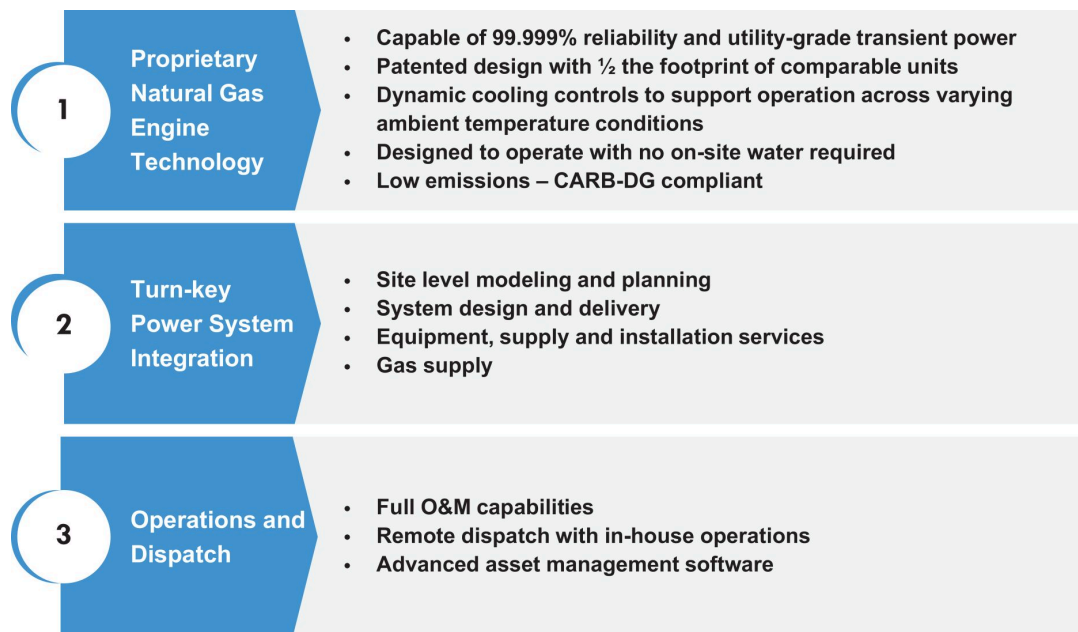 1
Proprietary
Natural Gas
Engine
Technology
• Capable of 99.999% reliability and utility-grade transient power
• Patented design with ½ the footprint of comparable units
• Dynamic cooling controls to support operation across varying
ambient temperature conditions
• Designed to operate with no on-site water required
• Low emissions – CARB-DG compliant
2
Turn-key
Power System
Integration
• Site level modeling and planning
• System design and delivery
• Equipment, supply and installation services
• Gas supply
3
Operations and
Dispatch
• Full O&M capabilities
• Remote dispatch with in-house operations
• Advanced asset management software